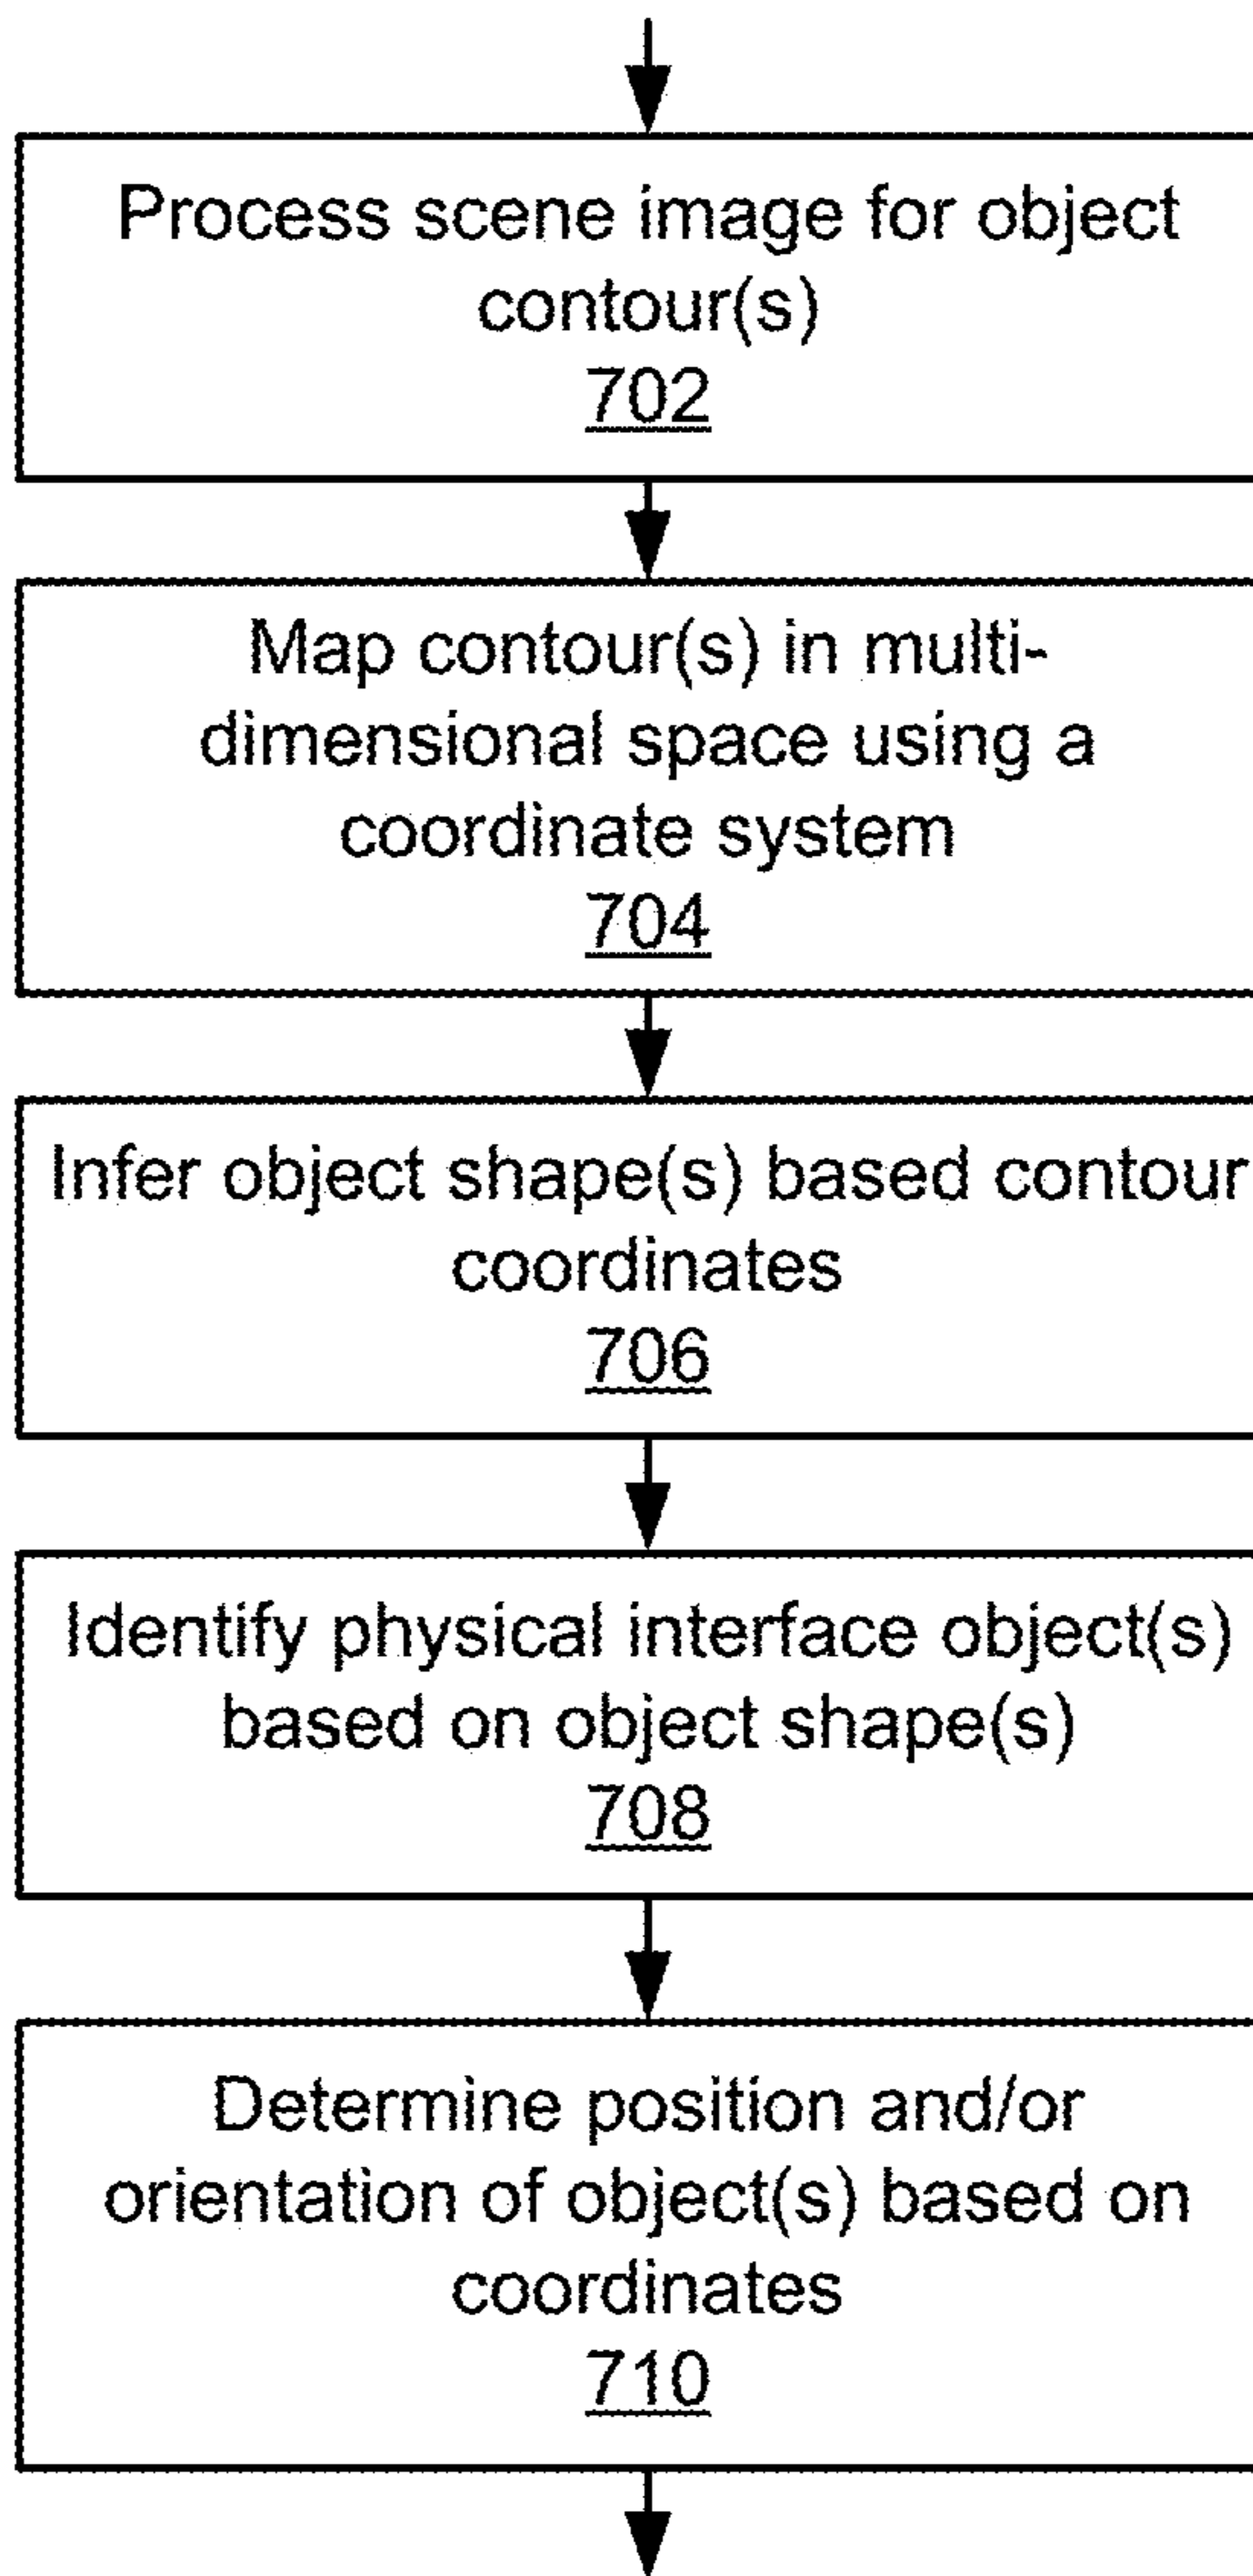 Process scene image for object
contour(s)
702
Map contour(s) in multi-
dimensional space using a
coordinate system
704
Infer object shape(s) based contour
coordinates
706
Identify physical interface object(s)
based on object shape(s)
708
Determine position and/or
orientation of object(s) based on
coordinates
710